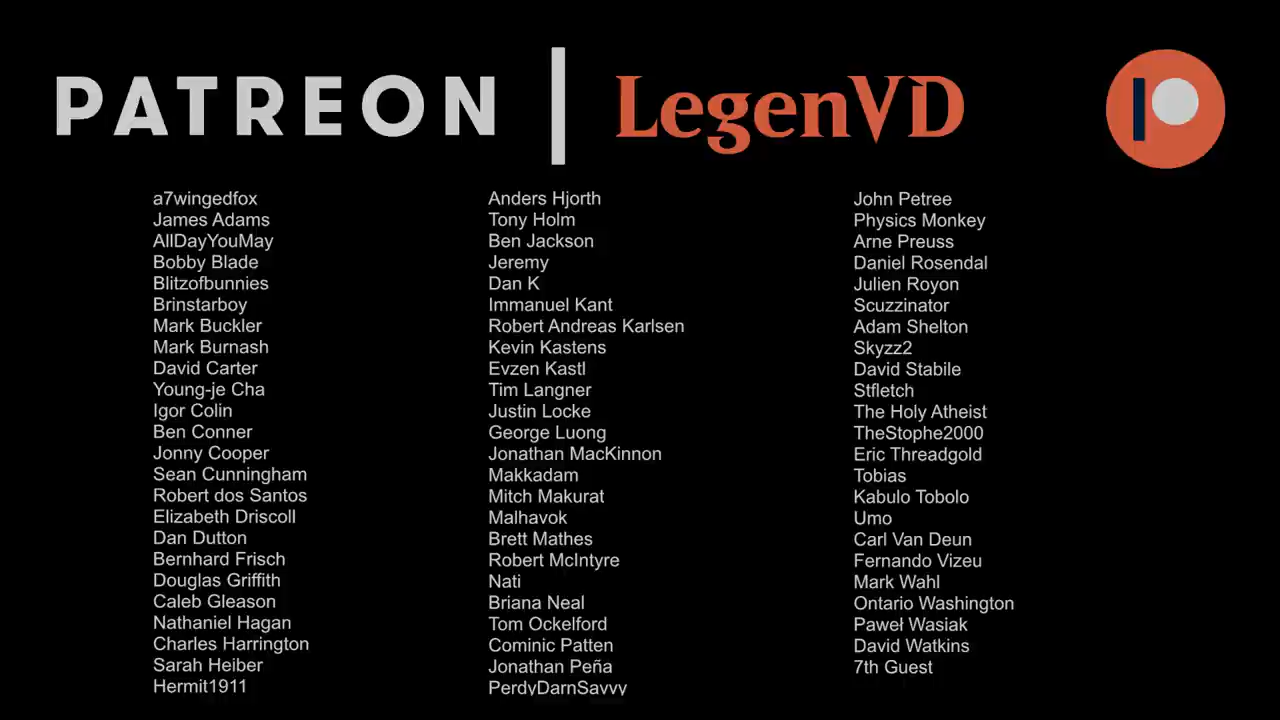 PATREON | LegenVD
a7wingedfox
James Adams
AllDayYouMay
Bobby Blade
Blitzofbunnies
Brinstarboy
Mark Buckler
Mark Burnash
David Carter
Young-je Cha
Igor Colin
Ben Conner
Jonny Cooper
Sean Cunningham
Robert dos Santos
Elizabeth Driscoll
Dan Dutton
Bernhard Frisch
Douglas Griffith
Caleb Gleason
Nathaniel Hagan
Charles Harrington
Sarah Heiber
Hermit1911
Anders Hjorth
Tony Holm
Ben Jackson
Jeremy
Dan K
Immanuel Kant
Robert Andreas Karlsen
Kevin Kastens
Evzen Kastl
Tim Langner
Justin Locke
George Luong
Jonathan MacKinnon
Makkadam
Mitch Makurat
Malhavok
Brett Mathes
Robert McIntyre
Nati
Briana Neal
Tom Ockelford
Cominic Patten
Jonathan Peña
PerdyDarnSavvy
John Petree
Physics Monkey
Arne Preuss
Daniel Rosendal
Julien Royon
Scuzzinator
Adam Shelton
Skyzz2
David Stabile
Stfletch
The Holy Atheist
TheStophe2000
Eric Threadgold
Tobias
Kabulo Tobolo
Umo
Carl Van Deun
Fernando Vizeu
Mark Wahl
Ontario Washington
Paweł Wasiak
David Watkins
7th Guest